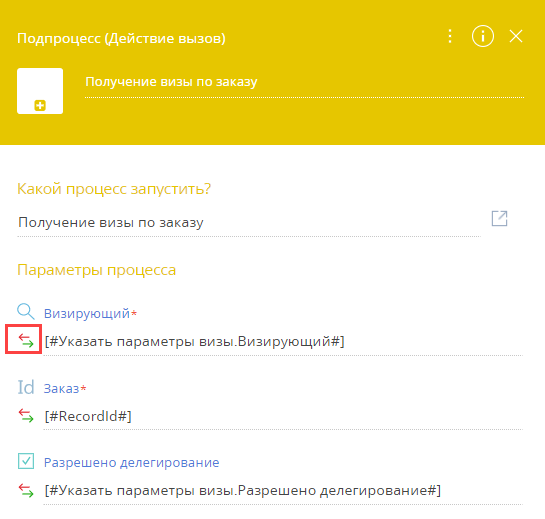 Подпроцесс (Действие вызов)
Получение визы по заказу
Какой процесс запустить?
Получение визы по заказу
Параметры процесса
Визирующий*
[#Указать параметры визы.Визирующий#]
Id Заказ*
[#RecordId#]
Разрешено делегирование
[#Указать параметры визы.Разрешено делегирование#]